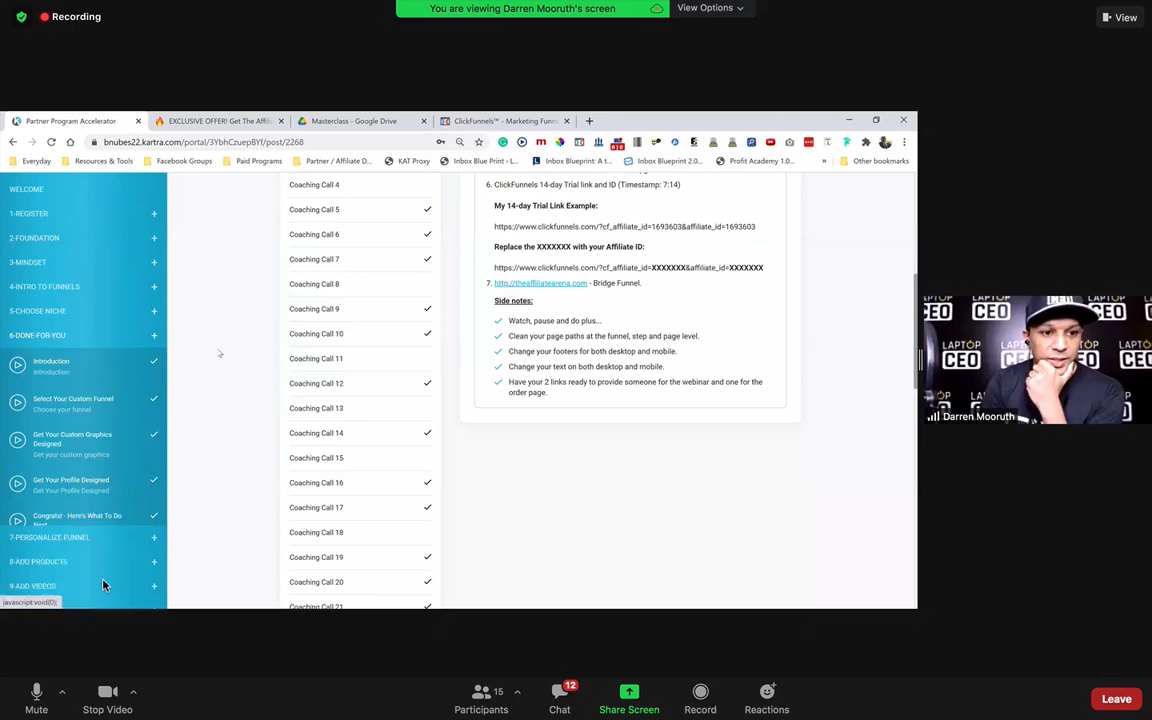 Recording
You are viewing Darren Mooruth's screen
View Options
View
Partner Program Accelerator
EXCLUSIVE OFFER! Get The Affili
Masterclass - Google Drive
ClickFunnels™ - Marketing Funn
bnubes22.kartra.com/portal/3YbhCzuepBYf/post/2268
Everyday
Resources & Tools
Facebook Groups
Paid Programs
Partner / Affiliate D...
KAT Proxy
Inbox Blue Print › L...
Inbox Blueprint: A t...
Inbox Blueprint 2.0...
Profit Academy 1.0...
»
Other bookmarks
WELCOME
1-REGISTER +
2-FOUNDATION +
3-MINDSET +
4-INTRO TO FUNNELS +
5-CHOOSE NICHE +
6-DONE-FOR-YOU
Introduction
Introduction
Select Your Custom Funnel
Choose your funnel
Get Your Custom Graphics
Designed
Get your custom graphics
Get Your Profile Designed
Get Your Profile Designed
Congrats! - Here's What To Do
7-PERSONALIZE FUNNEL +
8-ADD PRODUCTS +
9-ADD VIDEOS +
javascript:void(0);
Coaching Call 4
Coaching Call 5
Coaching Call 6
Coaching Call 7
Coaching Call 8
Coaching Call 9
Coaching Call 10
Coaching Call 11
Coaching Call 12
Coaching Call 13
Coaching Call 14
Coaching Call 15
Coaching Call 16
Coaching Call 17
Coaching Call 18
Coaching Call 19
Coaching Call 20
Coaching Call 21
6. ClickFunnels 14-day Trial link and ID (Timestamp: 7:14)
My 14-day Trial Link Example:
https://www.clickfunnels.com/?cf_affiliate_id=1693603&affiliate_id=1693603
Replace the XXXXXXX with your Affiliate ID:
https://www.clickfunnels.com/?cf_affiliate_id=XXXXXXX&affiliate_id=XXXXXXX
7. http://theaffiliatearena.com - Bridge Funnel.
Side notes:
Watch, pause and do plus...
Clean your page paths at the funnel, step and page level.
Change your footers for both desktop and mobile.
Change your text on both desktop and mobile.
Have your 2 links ready to provide someone for the webinar and one for the
order page.
LAPTOP
CEO
LAPTOP
CEO
Darren Mooruth
Mute
Stop Video
15
Participants
12
Chat
Share Screen
Record
Reactions
Leave